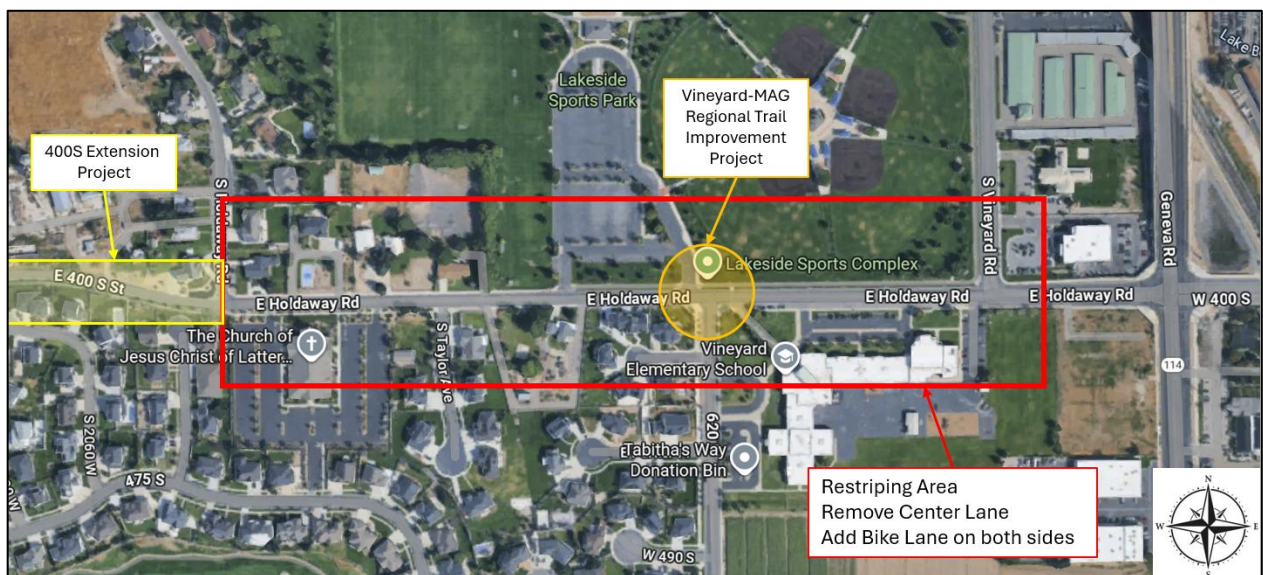 Lakeside
Sports Park
Vineyard-MAG
Regional Trail
Improvement
Project
Lake B
400S Extension
Project
S Holdaway Rd
S Vineyard Rd
Geneva Rd
Lakeside Sports Complex
E 400 S St
E Holdaway Rd
E Holdaway Rd
E Holdaway Rd
E Holdaway Rd
W 400 S
The Church of
Jesus Christ of Latter...
S Taylor Ave
Vineyard
Elementary School
114
S 2060 W
620
Tabitha's Way
Donation Bin
475 S
W 490 S
Restriping Area
Remove Center Lane
Add Bike Lane on both sides
N
W
E
S